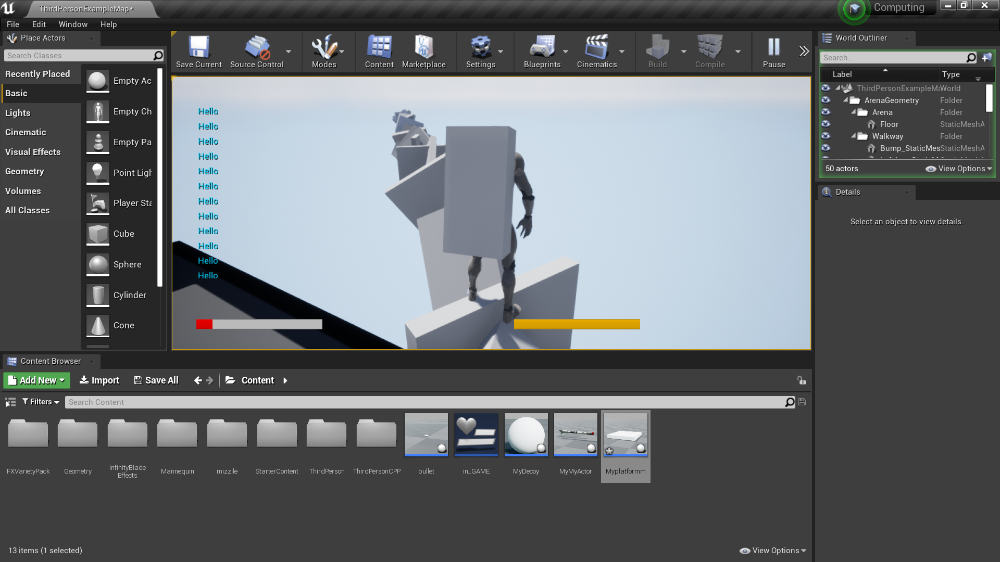 ThirdPersonExampleMap*
Computing
File Edit Window Help
Place Actors
Search Classes
Recently Placed
Basic
Lights
Cinematic
Visual Effects
Geometry
Volumes
All Classes
Empty Ac
Empty Ch
Empty Pa
Point Ligh
Player Sta
Cube
Sphere
Cylinder
Cone
Save Current
Source Control
Modes
Content
Marketplace
Settings
Blueprints
Cinematics
Build
Compile
Pause
Hello
Hello
Hello
Hello
Hello
Hello
Hello
Hello
Hello
Hello
Hello
Hello
World Outliner
Search...
Label Type
ThirdPersonExampleMa World
ArenaGeometry Folder
Arena Folder
Floor StaticMeshA
Walkway Folder
Bump_StaticMes StaticMeshA
50 actors
View Options
Details
Select an object to view details.
Content Browser
Add New
Import
Save All
Content
Filters
Search Content
FXVarietyPack
Geometry
InfinityBlade
Effects
Mannequin
mizzile
StarterContent
ThirdPerson
ThirdPersonCPP
bullet
in_GAME
MyDecoy
MyMyActor
Myplatformm
13 items (1 selected)
View Options